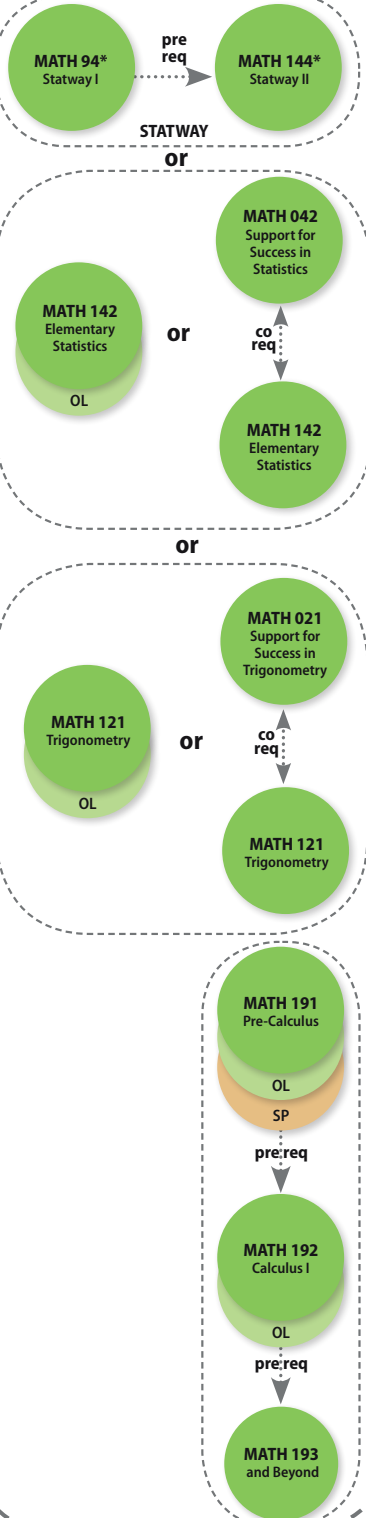 MATH 94*
Statway I
pre
req
MATH 144*
Statway II
STATWAY
or
MATH 142
Elementary
Statistics
OL
or
MATH 042
Support for
Success in
Statistics
co
req
MATH 142
Elementary
Statistics
or
MATH 121
Trigonometry
OL
or
MATH 021
Support for
Success in
Trigonometry
co
req
MATH 121
Trigonometry
MATH 191
Pre-Calculus
OL
SP
pre req
MATH 192
Calculus I
OL
pre req
MATH 193
and Beyond